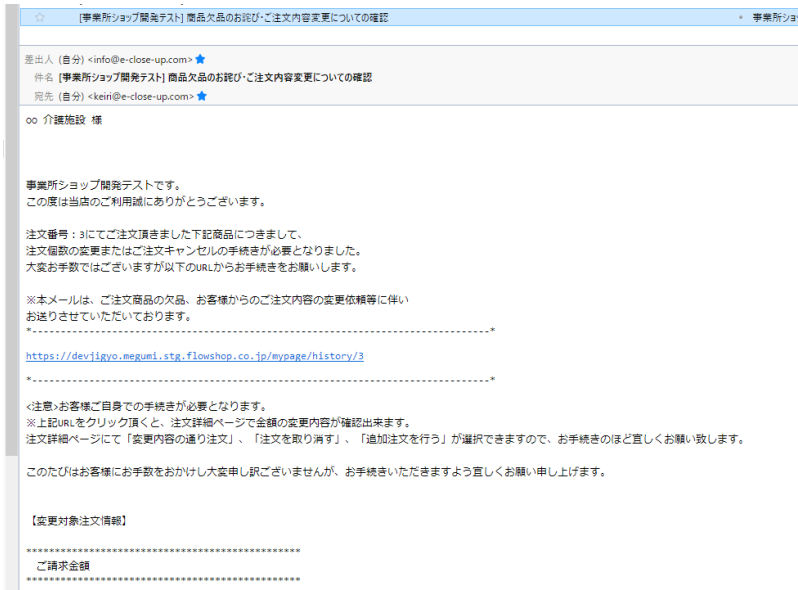 [事業所ショップ開発テスト] 商品欠品のお詫び・ご注文内容変更についての確認
事業所ショ
差出人 (自分) <info@e-close-up.com>
件名 [事業所ショップ開発テスト] 商品欠品のお詫び・ご注文内容変更についての確認
宛先 (自分) <keiri@e-close-up.com>
oo 介護施設 様
事業所ショップ開発テストです。
この度は当店のご利用誠にありがとうございます。
注文番号:3にてご注文頂きました下記商品につきまして、
注文個数の変更またはご注文キャンセルの手続きが必要となりました。
大変お手数ではございますが以下のURLからお手続きをお願いします。
※本メールは、ご注文商品の欠品、お客様からのご注文内容の変更依頼等に伴い
お送りさせていただいております。
*--------------------------------------------------------------------------------*
https://devjigyo.megumi.stg.flowshop.co.jp/mypage/history/3
*--------------------------------------------------------------------------------*
<注意>お客様ご自身での手続きが必要となります。
※上記URLをクリック頂くと、注文詳細ページで金額の変更内容が確認出来ます。
注文詳細ページにて「変更内容の通り注文」、「注文を取り消す」、「追加注文を行う」が選択できますので、お手続きのほど宜しくお願い致します。
このたびはお客様にお手数をおかけし大変申し訳ございませんが、お手続きいただきますよう宜しくお願い申し上げます。
【変更対象注文情報】
************************************************
ご請求金額
************************************************